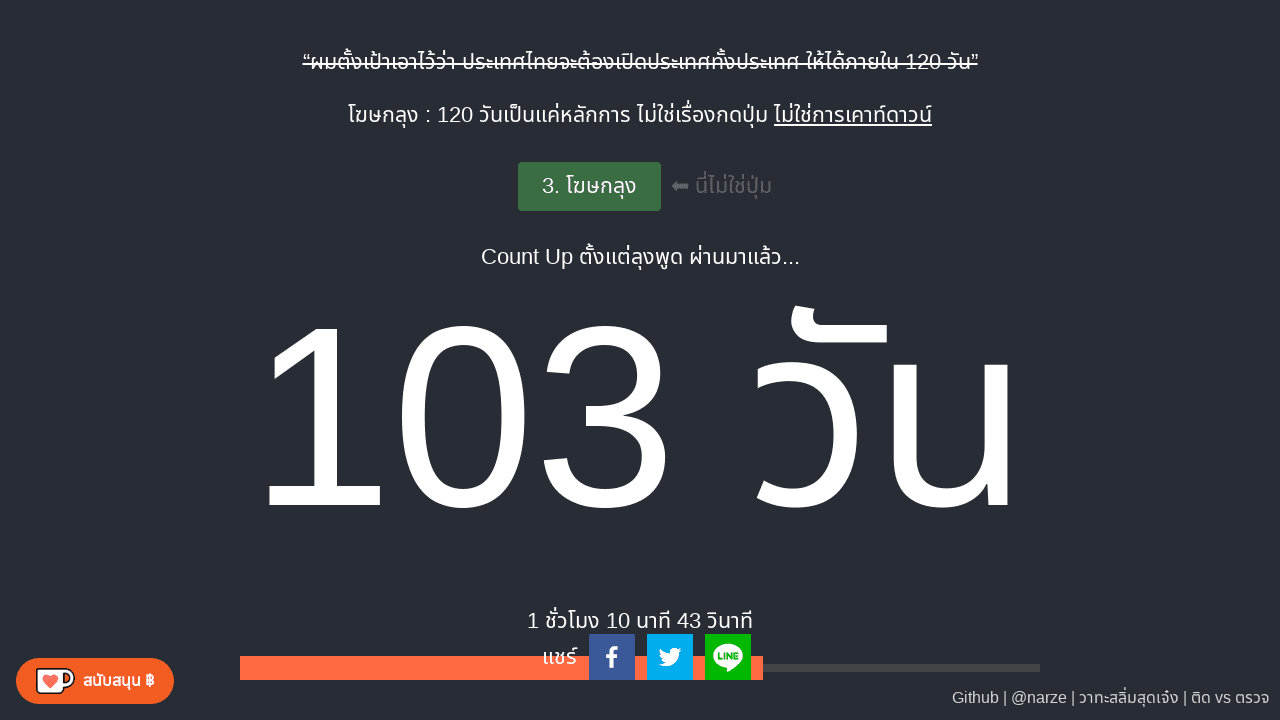 “ผมตั้งเป้าเอาไว้ว่า ประเทศไทยจะต้องเปิดประเทศทั้งประเทศ ให้ได้ภายใน 120 วัน”
โฆษกลุง : 120 วันเป็นแค่หลักการ ไม่ใช่เรื่องกดปุ่ม ไม่ใช่การเคาท์ดาวน์
3. โฆษกลุง ⬅ นี่ไม่ใช่ปุ่ม
Count Up ตั้งแต่ลุงพูด ผ่านมาแล้ว...
103 วัน
1 ชั่วโมง 10 นาที 43 วินาที
แชร์ LINE
สนับสนุน ฿
Github | @narze | วาทะสลิ่มสุดเจ๋ง | ติด vs ตรวจ